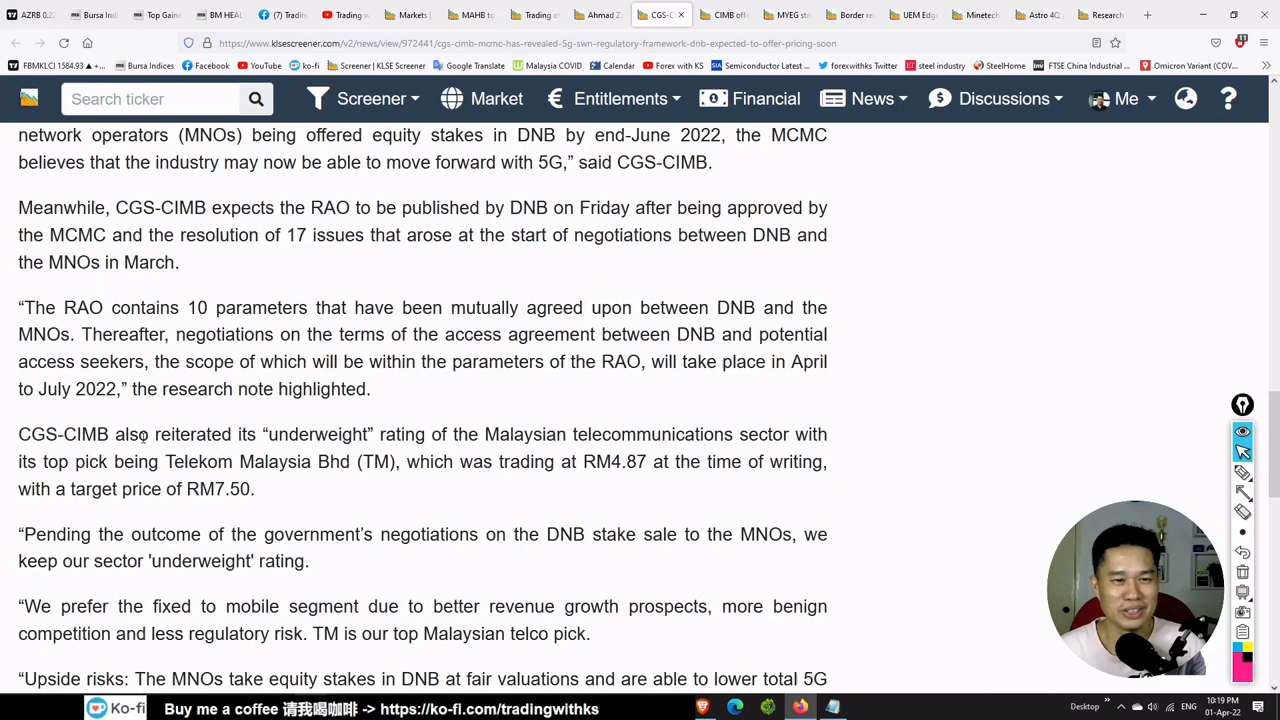 AZRB 0.22
Bursa Ind
Top Gaine
BM HEAL
(7) Trading
Trading w
Markets |
MAHB to
Trading of
Ahmad Za
CGS-CI
CIMB offe
MYEG str
Border re
UEM Edge
Minetech
Astro 4Q
Research
https://www.klsescreener.com/v2/news/view/972441/cgs-cimb-mcmc-has-revealed-5g-swn-regulatory-framework-dnb-expected-to-offer-pricing-soon
FBMKLCI 1584.93 ▲ +...
Bursa Indices
Facebook
YouTube
ko-fi
Screener | KLSE Screener
Google Translate
Malaysia COVID
Calendar
Forex with KS
Semiconductor Latest ...
forexwithks Twitter
steel industry
SteelHome
FTSE China Industrial ...
Omicron Variant (COV...
Search ticker
Screener
Market
Entitlements
Financial
News
Discussions
Me
network operators (MNOs) being offered equity stakes in DNB by end-June 2022, the MCMC
believes that the industry may now be able to move forward with 5G,” said CGS-CIMB.
Meanwhile, CGS-CIMB expects the RAO to be published by DNB on Friday after being approved by
the MCMC and the resolution of 17 issues that arose at the start of negotiations between DNB and
the MNOs in March.
“The RAO contains 10 parameters that have been mutually agreed upon between DNB and the
MNOs. Thereafter, negotiations on the terms of the access agreement between DNB and potential
access seekers, the scope of which will be within the parameters of the RAO, will take place in April
to July 2022,” the research note highlighted.
CGS-CIMB also reiterated its “underweight” rating of the Malaysian telecommunications sector with
its top pick being Telekom Malaysia Bhd (TM), which was trading at RM4.87 at the time of writing,
with a target price of RM7.50.
“Pending the outcome of the government’s negotiations on the DNB stake sale to the MNOs, we
keep our sector 'underweight' rating.
“We prefer the fixed to mobile segment due to better revenue growth prospects, more benign
competition and less regulatory risk. TM is our top Malaysian telco pick.
“Upside risks: The MNOs take equity stakes in DNB at fair valuations and are able to lower total 5G
Ko-fi
Buy me a coffee 请我喝咖啡 -> https://ko-fi.com/tradingwithks
Desktop
ENG
10:19 PM
01-Apr-22